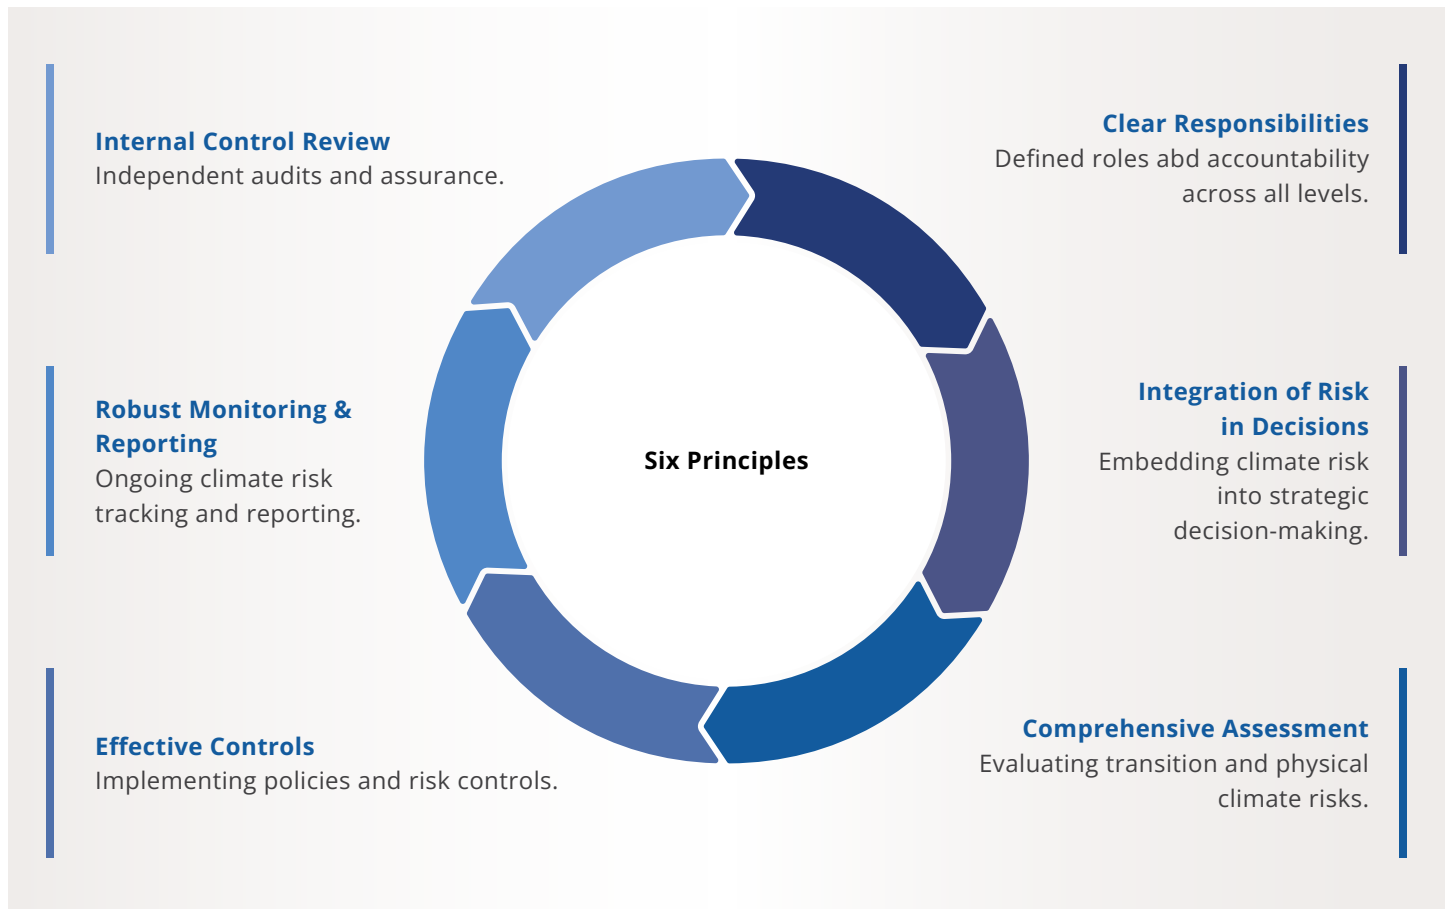 Internal Control Review
Independent audits and assurance.
Clear Responsibilities
Defined roles abd accountability
across all levels.
Robust Monitoring &
Reporting
Ongoing climate risk
tracking and reporting.
Six Principles
Integration of Risk
in Decisions
Embedding climate risk
into strategic
decision-making.
Effective Controls
Implementing policies and risk controls.
Comprehensive Assessment
Evaluating transition and physical
climate risks.